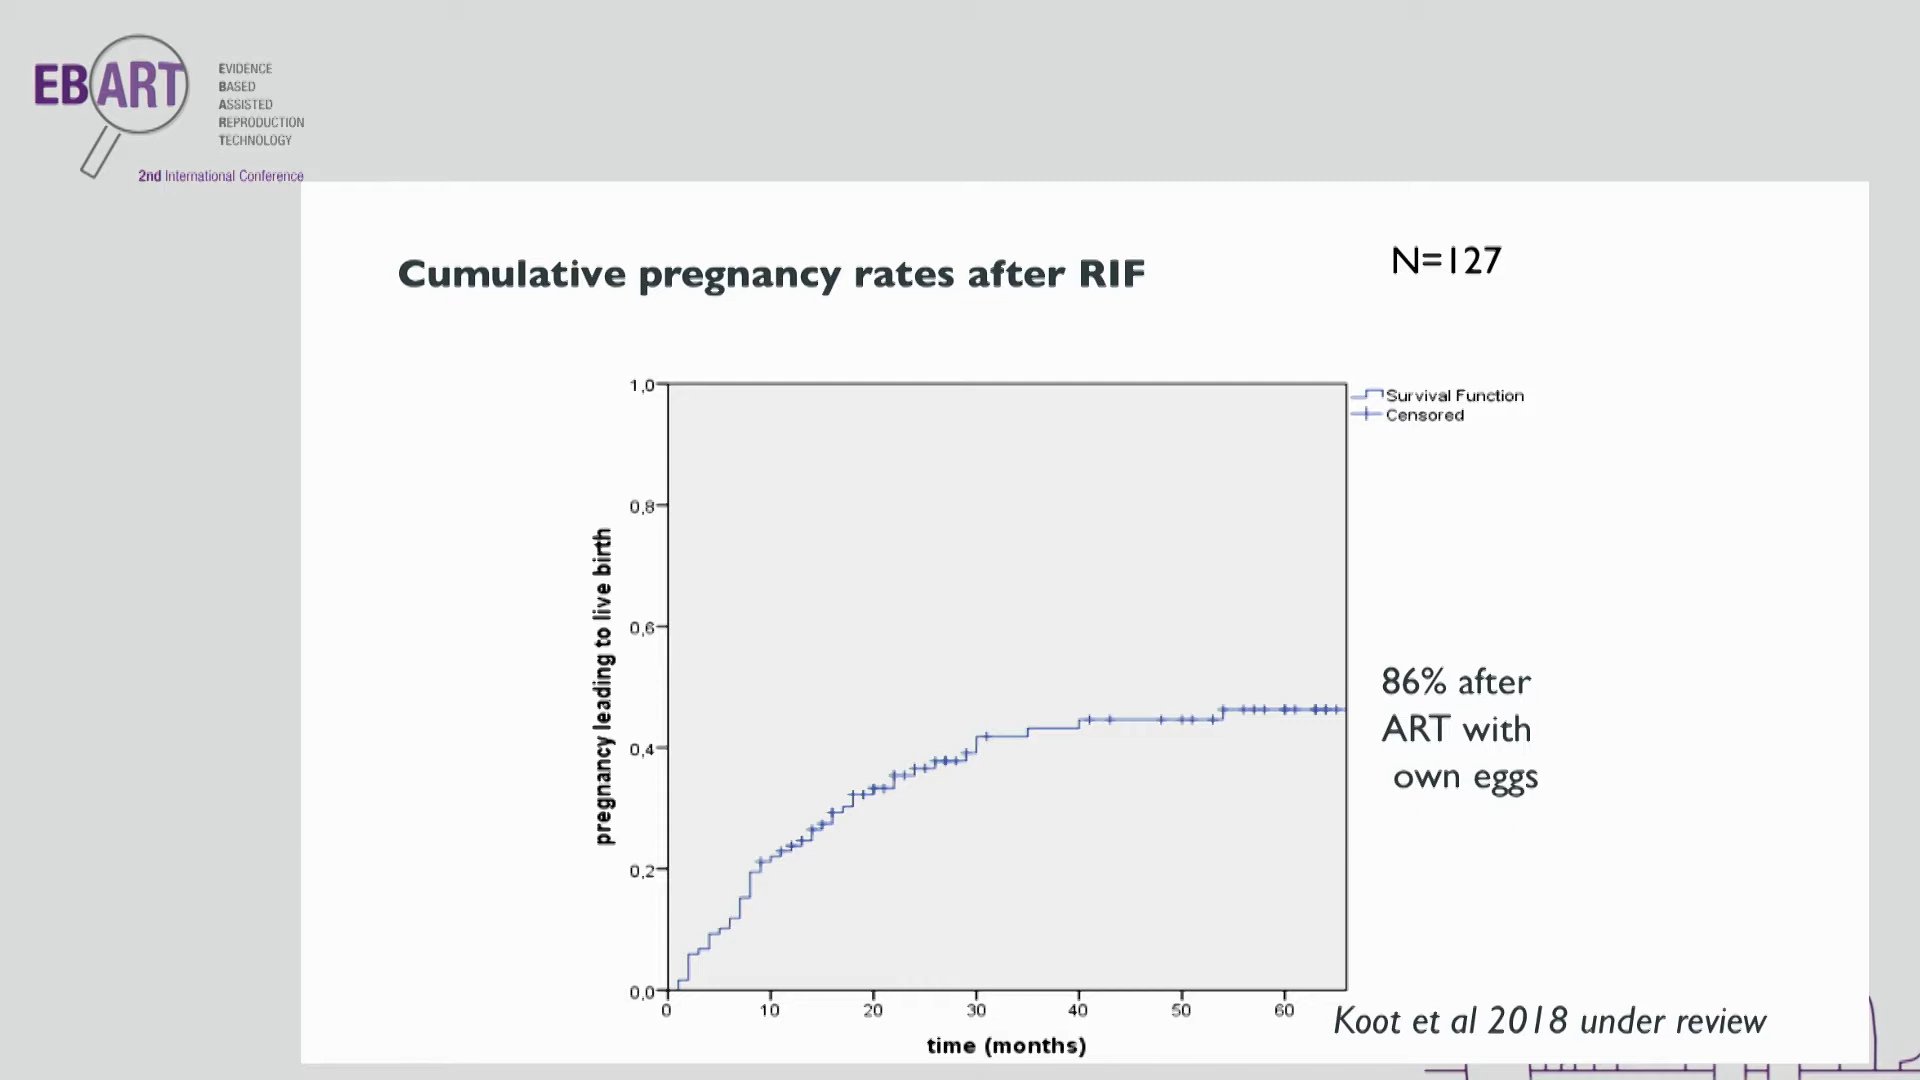 EBART
EVIDENCE
BASED
ASSISTED
REPRODUCTION
TECHNOLOGY
2nd International Conference
Cumulative pregnancy rates after RIF
N=127
1,0
0,8
0,6
0,4
0,2
0,0
pregnancy leading to live birth
Survival Function
Censored
86% after
ART with
own eggs
0 10 20 30 40 50 60
time (months)
Koot et al 2018 under review